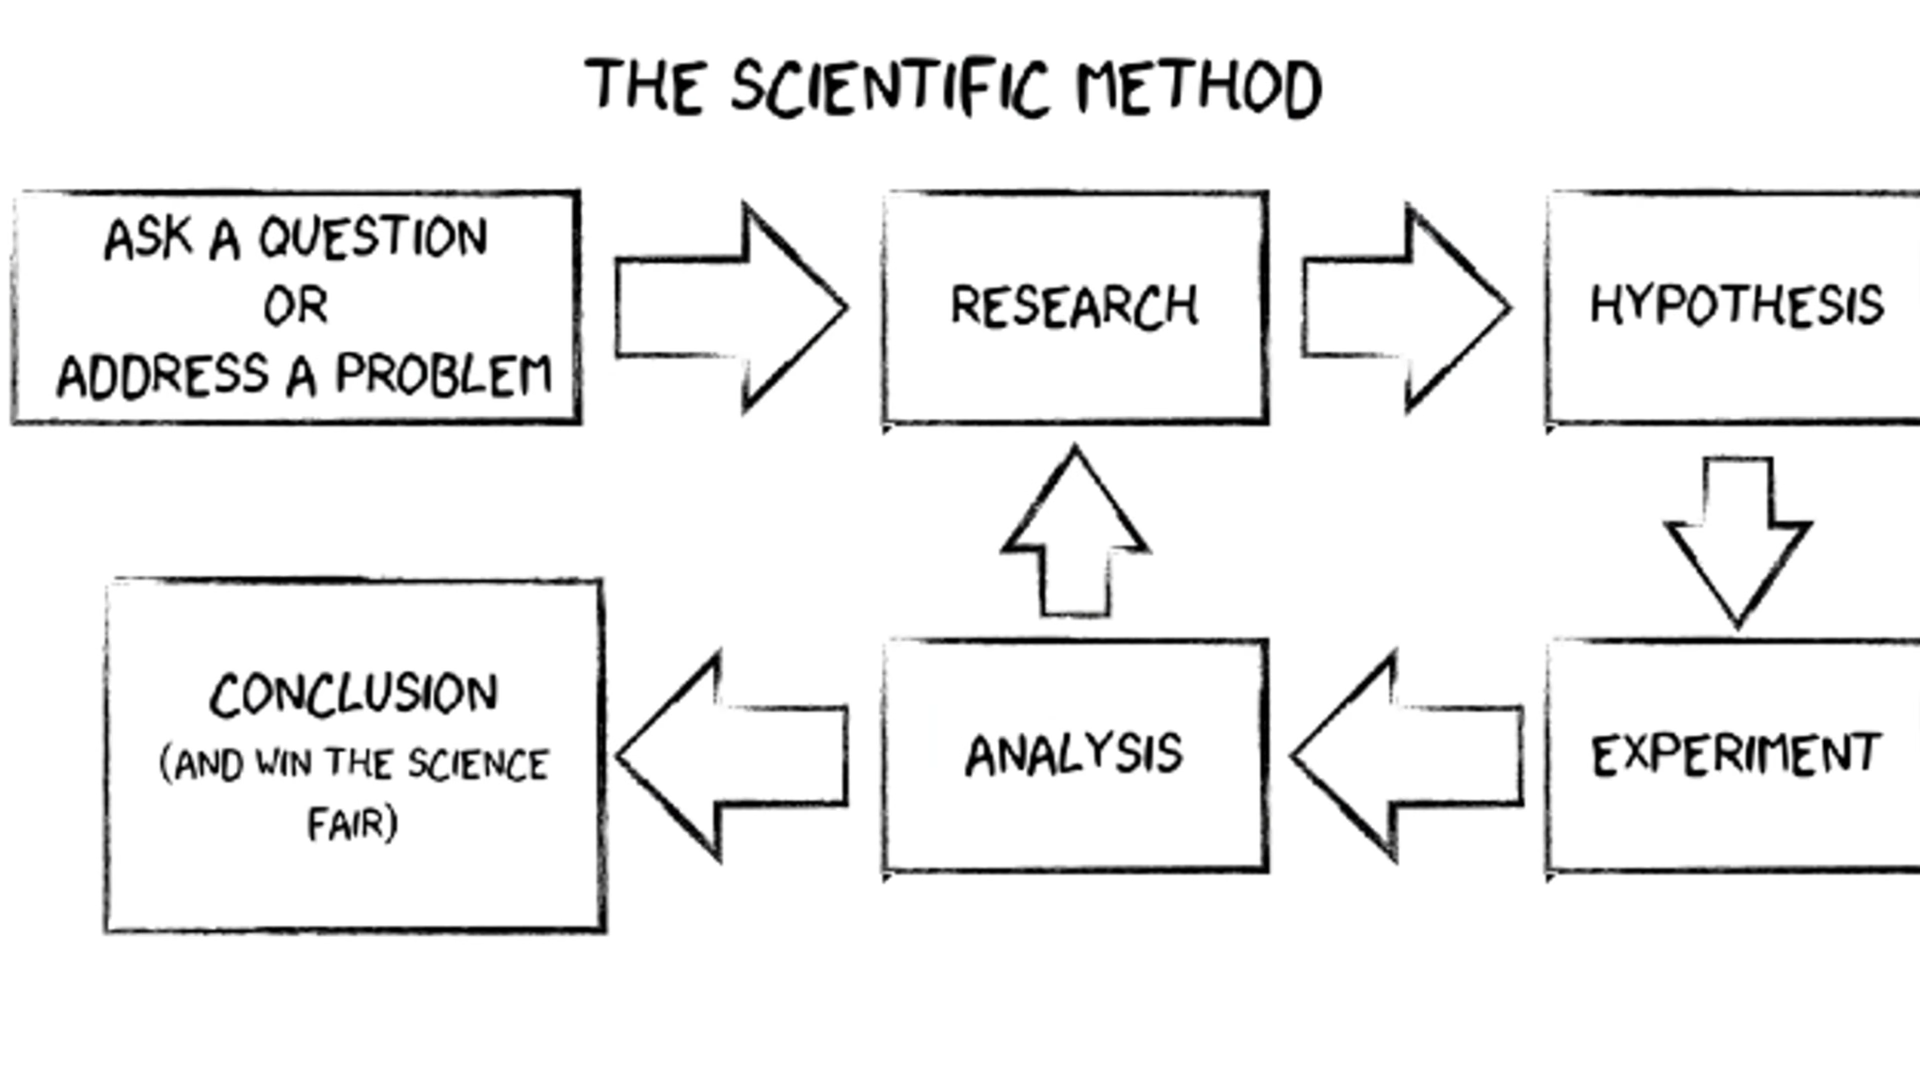 THE SCIENTIFIC METHOD
ASK A QUESTION
OR
ADDRESS A PROBLEM
RESEARCH
HYPOTHESIS
EXPERIMENT
ANALYSIS
CONCLUSION
(AND WIN THE SCIENCE
FAIR)